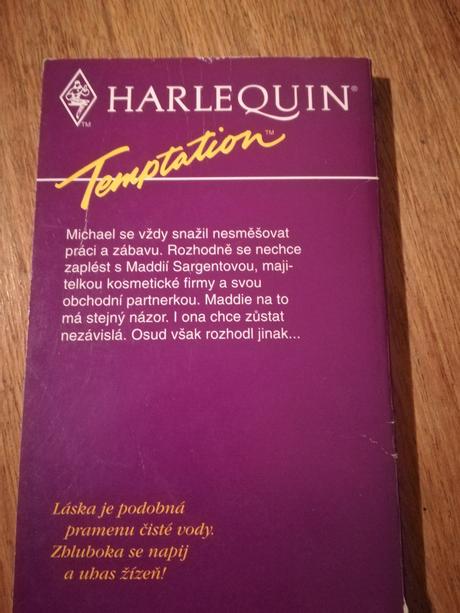 HARLEQUIN®
TM
Temptation™
Michael se vždy snažil nesměšovat
práci a zábavu. Rozhodně se nechce
zaplést s Maddií Sargentovou, maji-
telkou kosmetické firmy a svou
obchodní partnerkou. Maddie na to
má stejný názor. I ona chce zůstat
nezávislá. Osud však rozhodl jinak...
Láska je podobná
pramenu čisté vody.
Zhluboka se napij
a uhas žízeň!